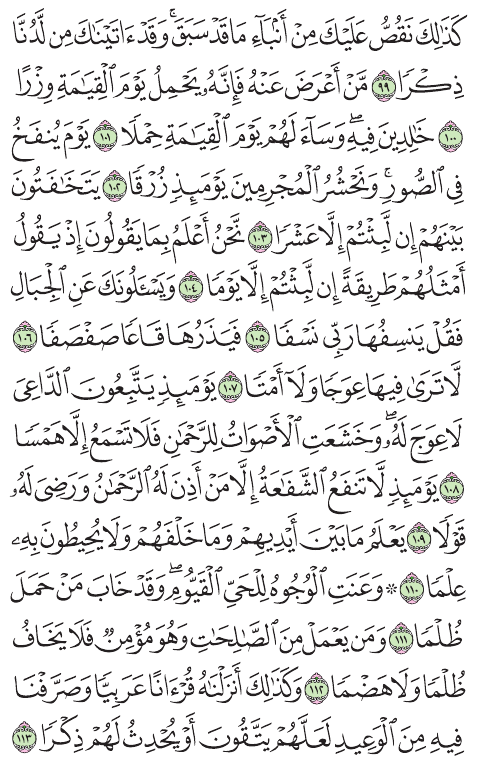 كَذَٰلِكَ نَقُصُّ عَلَيْكَ مِنْ أَنۢبَآءِ مَا قَدْ سَبَقَۚ وَقَدْ ءَاتَيْنَٰكَ مِن لَّدُنَّا
ذِكْرًا ٩٩ مَّنْ أَعْرَضَ عَنْهُ فَإِنَّهُۥ يَحْمِلُ يَوْمَ ٱلْقِيَٰمَةِ وِزْرًا
١٠٠ خَٰلِدِينَ فِيهِۖ وَسَآءَ لَهُمْ يَوْمَ ٱلْقِيَٰمَةِ حِمْلًا ١٠١ يَوْمَ يُنفَخُ
فِى ٱلصُّورِۚ وَنَحْشُرُ ٱلْمُجْرِمِينَ يَوْمَئِذٍ زُرْقًا ١٠٢ يَتَخَٰفَتُونَ
بَيْنَهُمْ إِن لَّبِثْتُمْ إِلَّا عَشْرًا ١٠٣ نَّحْنُ أَعْلَمُ بِمَا يَقُولُونَ إِذْ يَقُولُ
أَمْثَلُهُمْ طَرِيقَةً إِن لَّبِثْتُمْ إِلَّا يَوْمًا ١٠٤ وَيَسْـَٔلُونَكَ عَنِ ٱلْجِبَالِ
فَقُلْ يَنسِفُهَا رَبِّى نَسْفًا ١٠٥ فَيَذَرُهَا قَاعًا صَفْصَفًا ١٠٦
لَّا تَرَىٰ فِيهَا عِوَجًا وَلَآ أَمْتًا ١٠٧ يَوْمَئِذٍ يَتَّبِعُونَ ٱلدَّاعِىَ
لَا عِوَجَ لَهُۥۖ وَخَشَعَتِ ٱلْأَصْوَاتُ لِلرَّحْمَٰنِ فَلَا تَسْمَعُ إِلَّا هَمْسًا
١٠٨ يَوْمَئِذٍ لَّا تَنفَعُ ٱلشَّفَٰعَةُ إِلَّا مَنْ أَذِنَ لَهُ ٱلرَّحْمَٰنُ وَرَضِىَ لَهُۥ
قَوْلًا ١٠٩ يَعْلَمُ مَا بَيْنَ أَيْدِيهِمْ وَمَا خَلْفَهُمْ وَلَا يُحِيطُونَ بِهِۦ
عِلْمًا ١١٠ ۞ وَعَنَتِ ٱلْوُجُوهُ لِلْحَىِّ ٱلْقَيُّومِۖ وَقَدْ خَابَ مَنْ حَمَلَ
ظُلْمًا ١١١ وَمَن يَعْمَلْ مِنَ ٱلصَّٰلِحَٰتِ وَهُوَ مُؤْمِنٌ فَلَا يَخَافُ
ظُلْمًا وَلَا هَضْمًا ١١٢ وَكَذَٰلِكَ أَنزَلْنَٰهُ قُرْءَانًا عَرَبِيًّا وَصَرَّفْنَا
فِيهِ مِنَ ٱلْوَعِيدِ لَعَلَّهُمْ يَتَّقُونَ أَوْ يُحْدِثُ لَهُمْ ذِكْرًا ١١٣